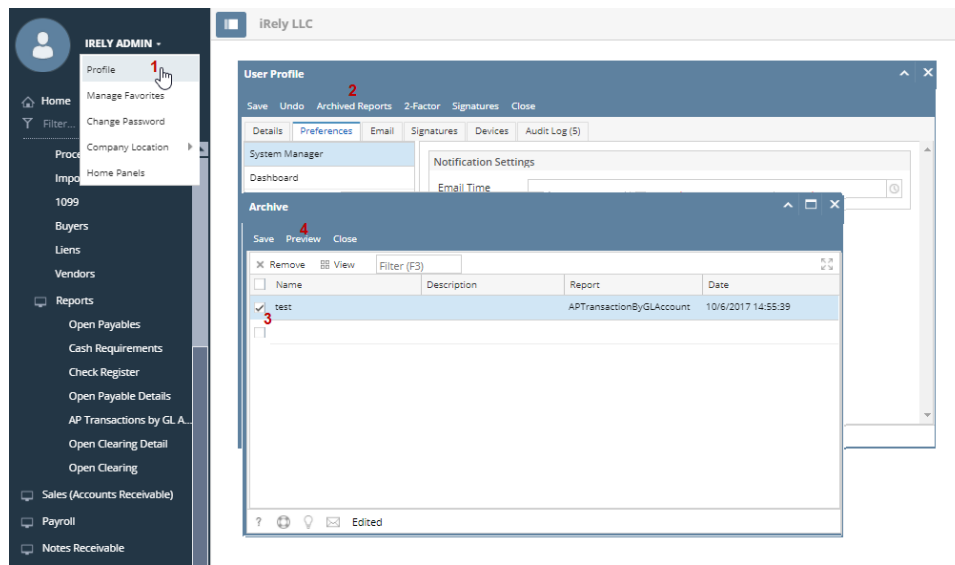 iRely LLC
IRELY ADMIN
Profile 1
Manage Favorites
Change Password
Company Location
Home Panels
Home
Filter...
Proce
Impo
1099
Buyers
Liens
Vendors
Reports
Open Payables
Cash Requirements
Check Register
Open Payable Details
AP Transactions by GL A...
Open Clearing Detail
Open Clearing
Sales (Accounts Receivable)
Payroll
Notes Receivable
User Profile
2
Save Undo Archived Reports 2-Factor Signatures Close
Details Preferences Email Signatures Devices Audit Log (5)
System Manager
Dashboard
Notification Settings
Email Time
Archive
4
Save Preview Close
Remove View Filter (F3)
Name Description Report Date
test APTransactionByGLAccount 10/6/2017 14:55:39
3
? Edited